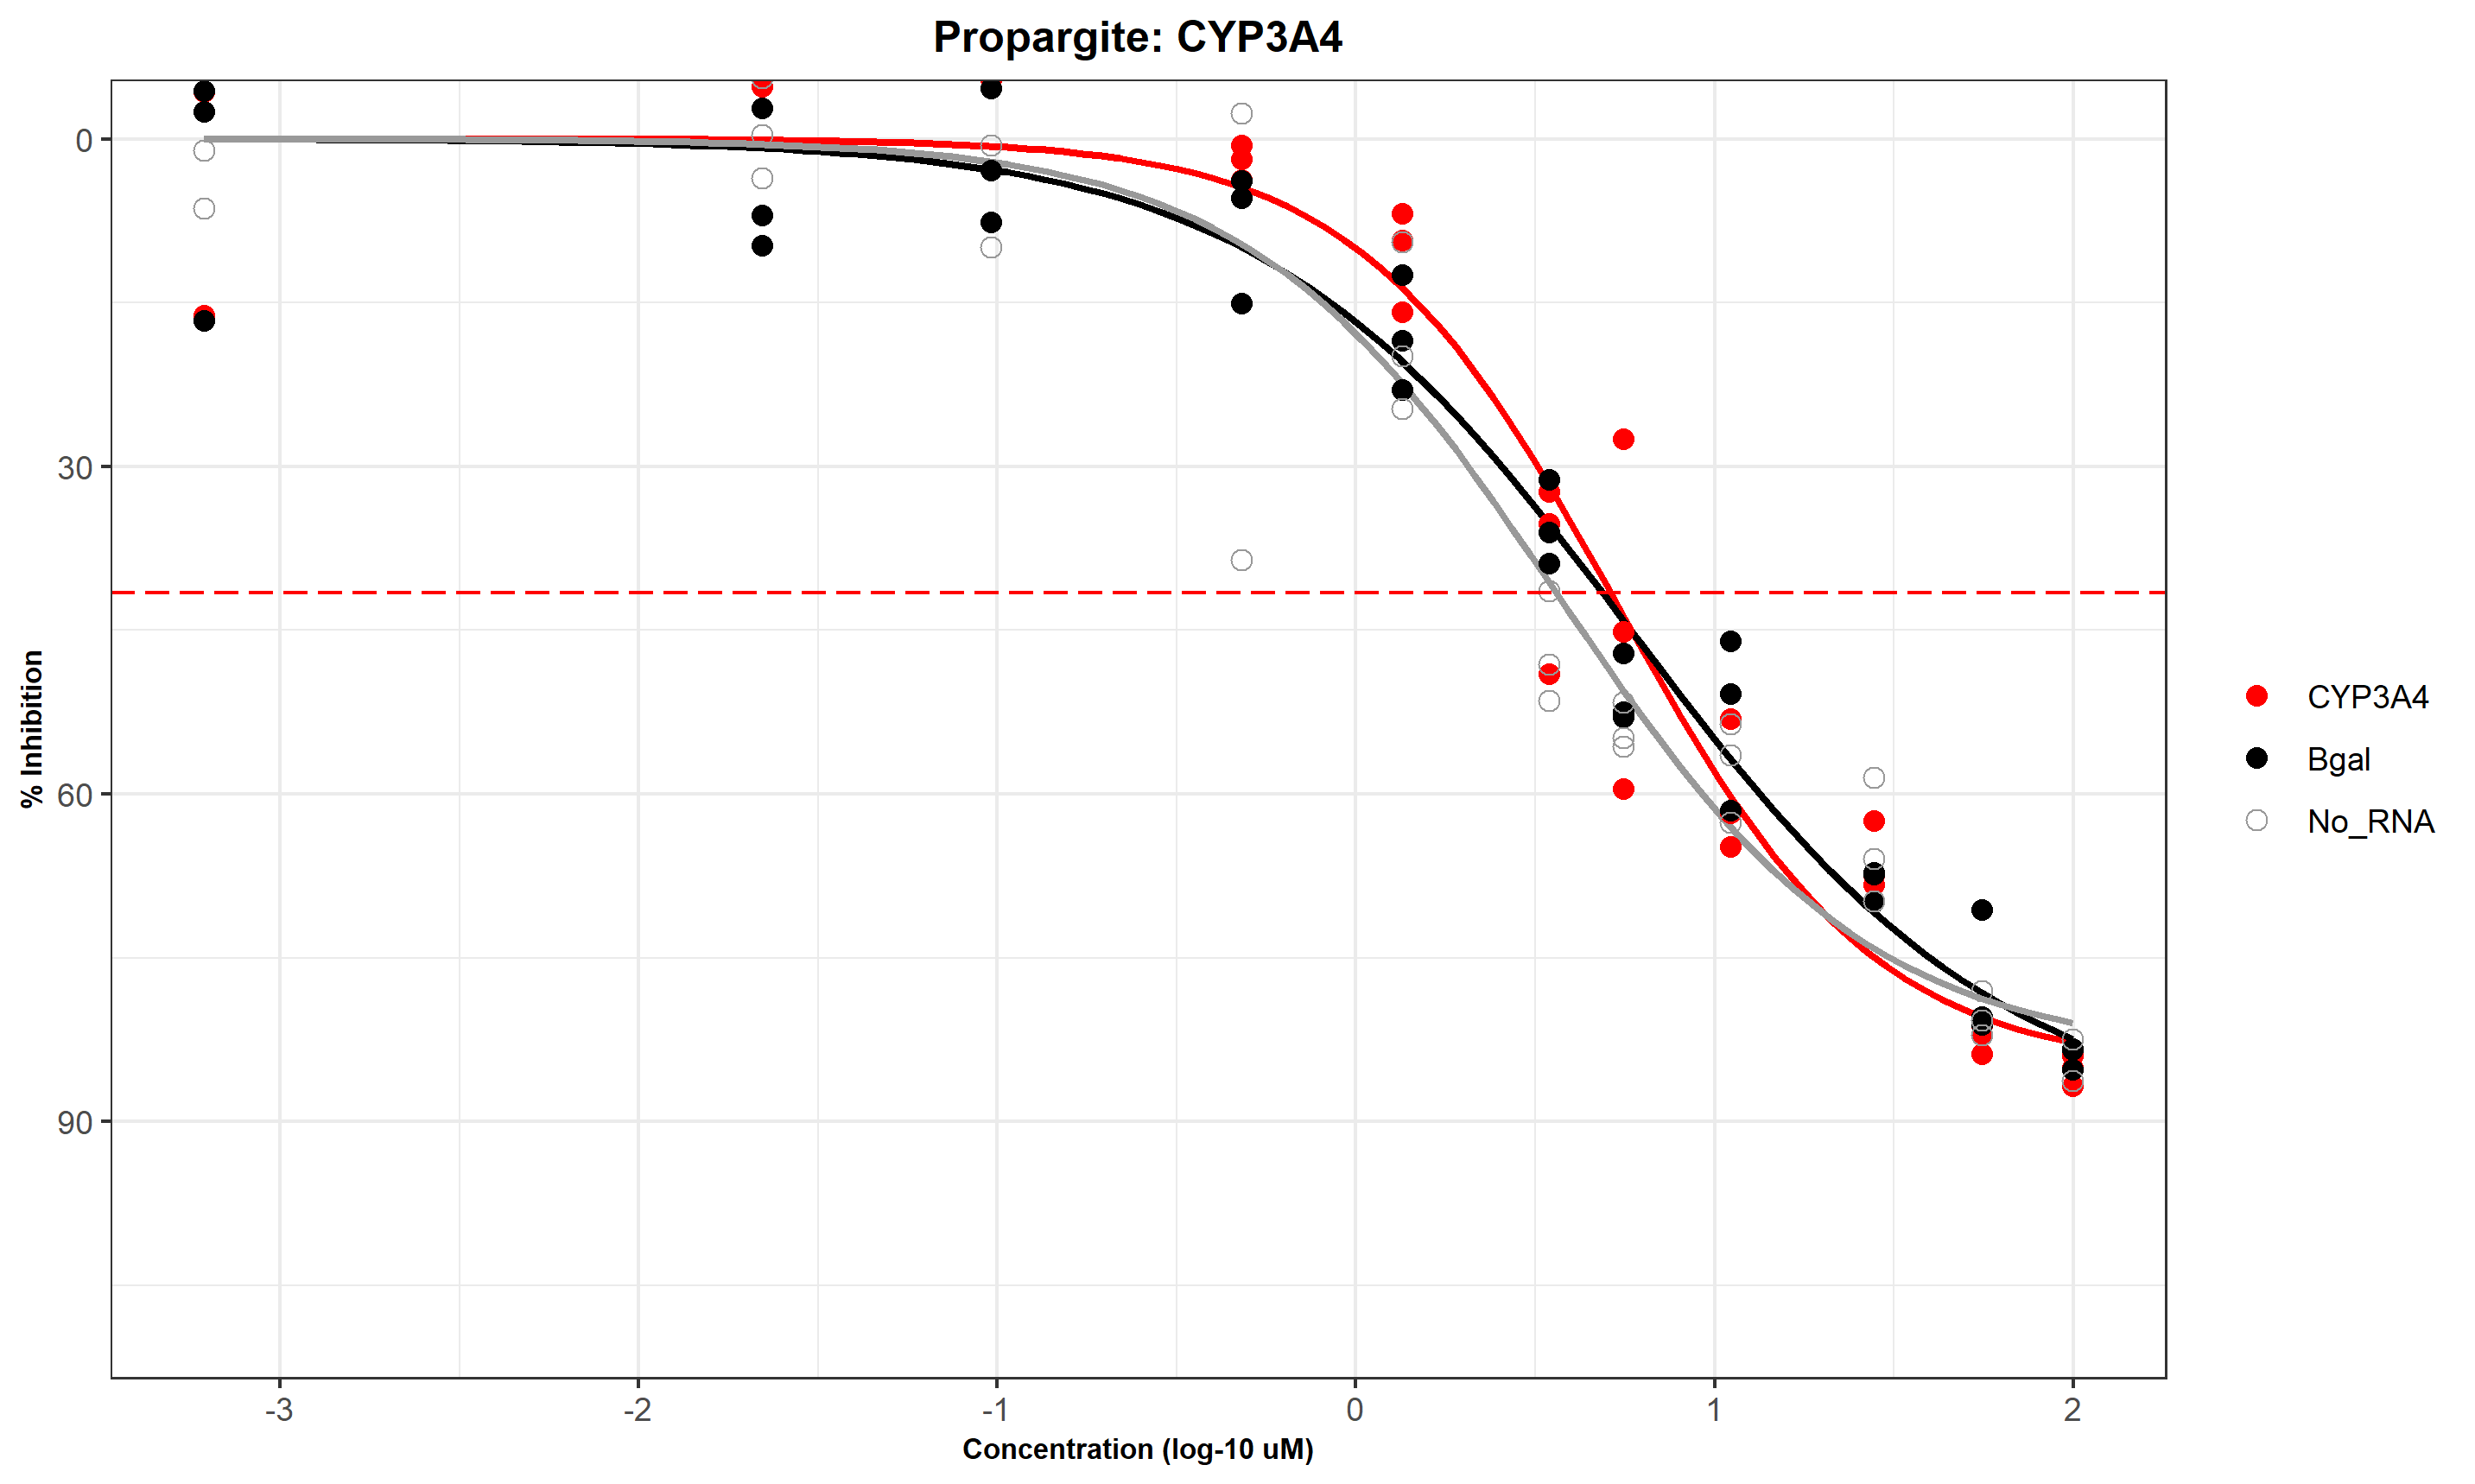 Propargite: CYP3A4
% Inhibition
0
30
60
90
-3
-2
-1
0
1
2
Concentration (log-10 uM)
CYP3A4
Bgal
No_RNA